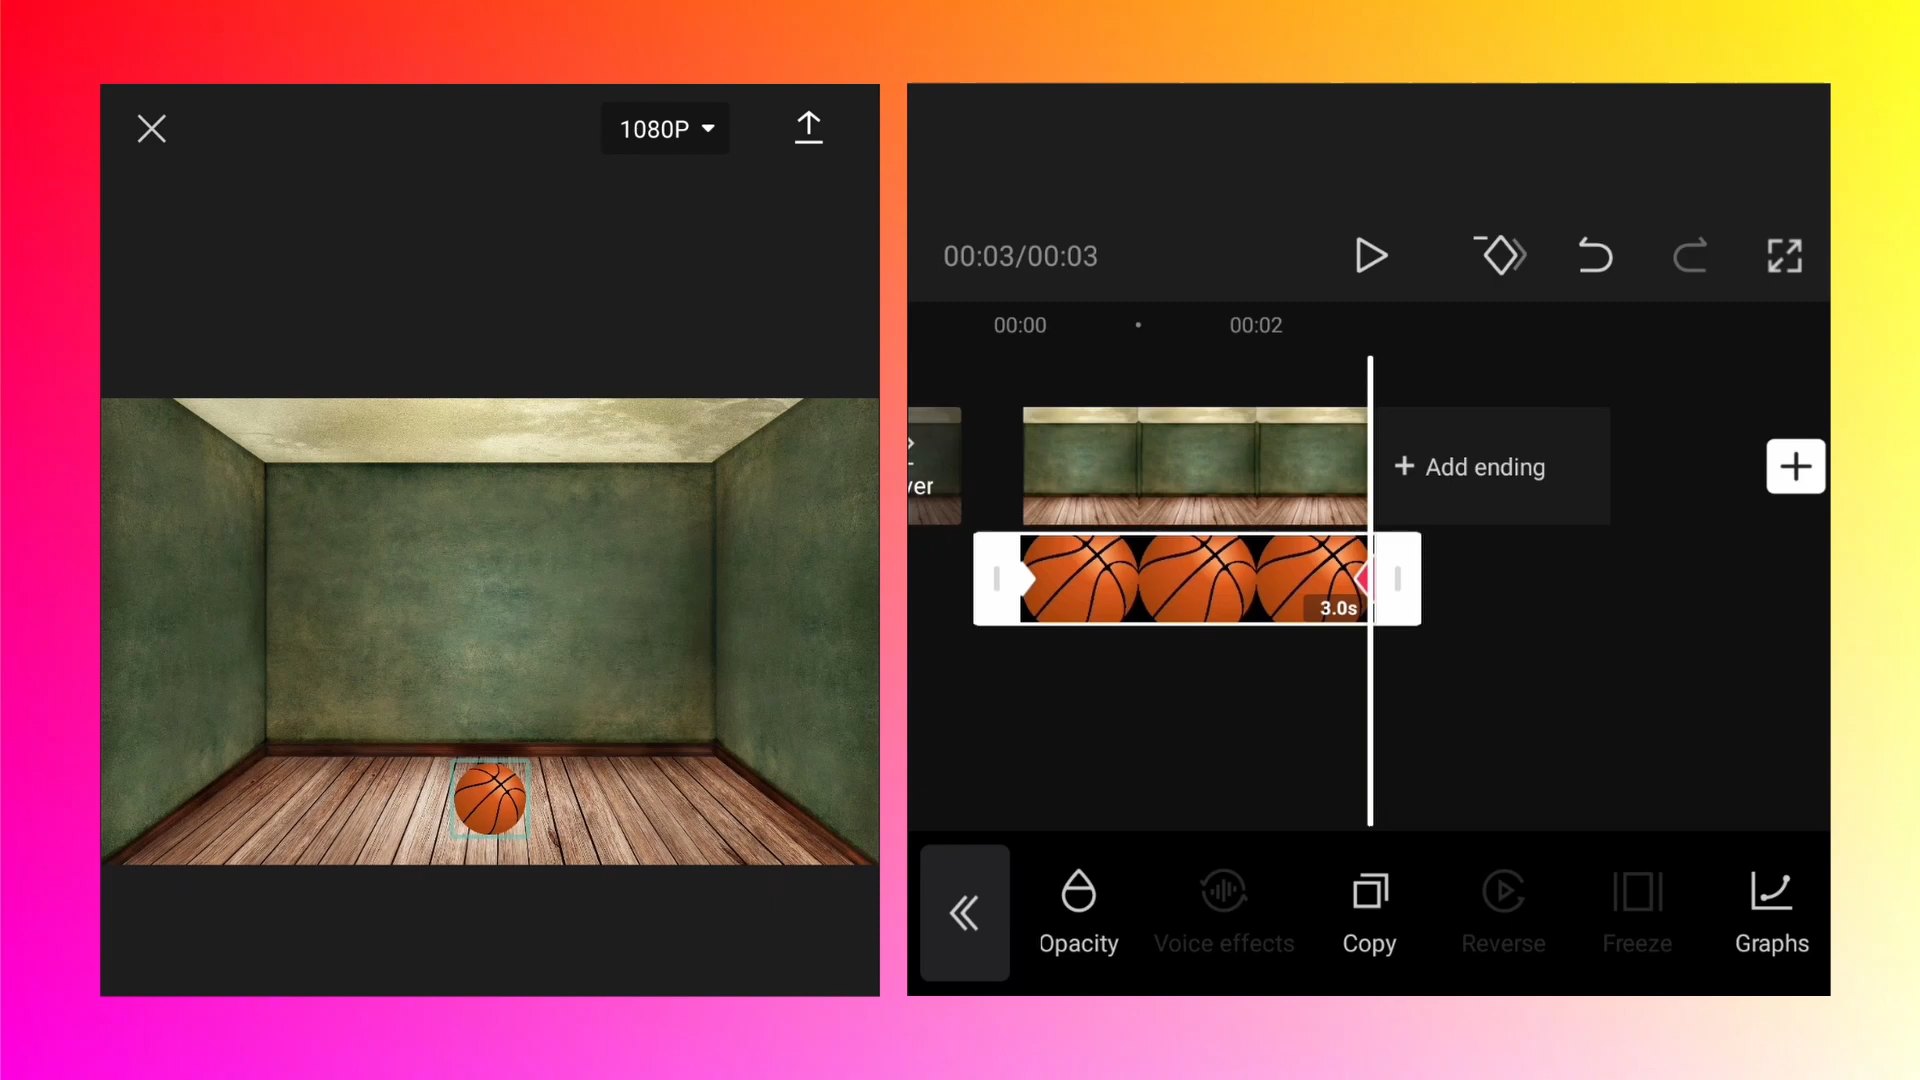 1080P
00:03/00:03
00:00
00:02
ver
+ Add ending
3.0s
Opacity
Voice effects
Copy
Reverse
Freeze
Graphs